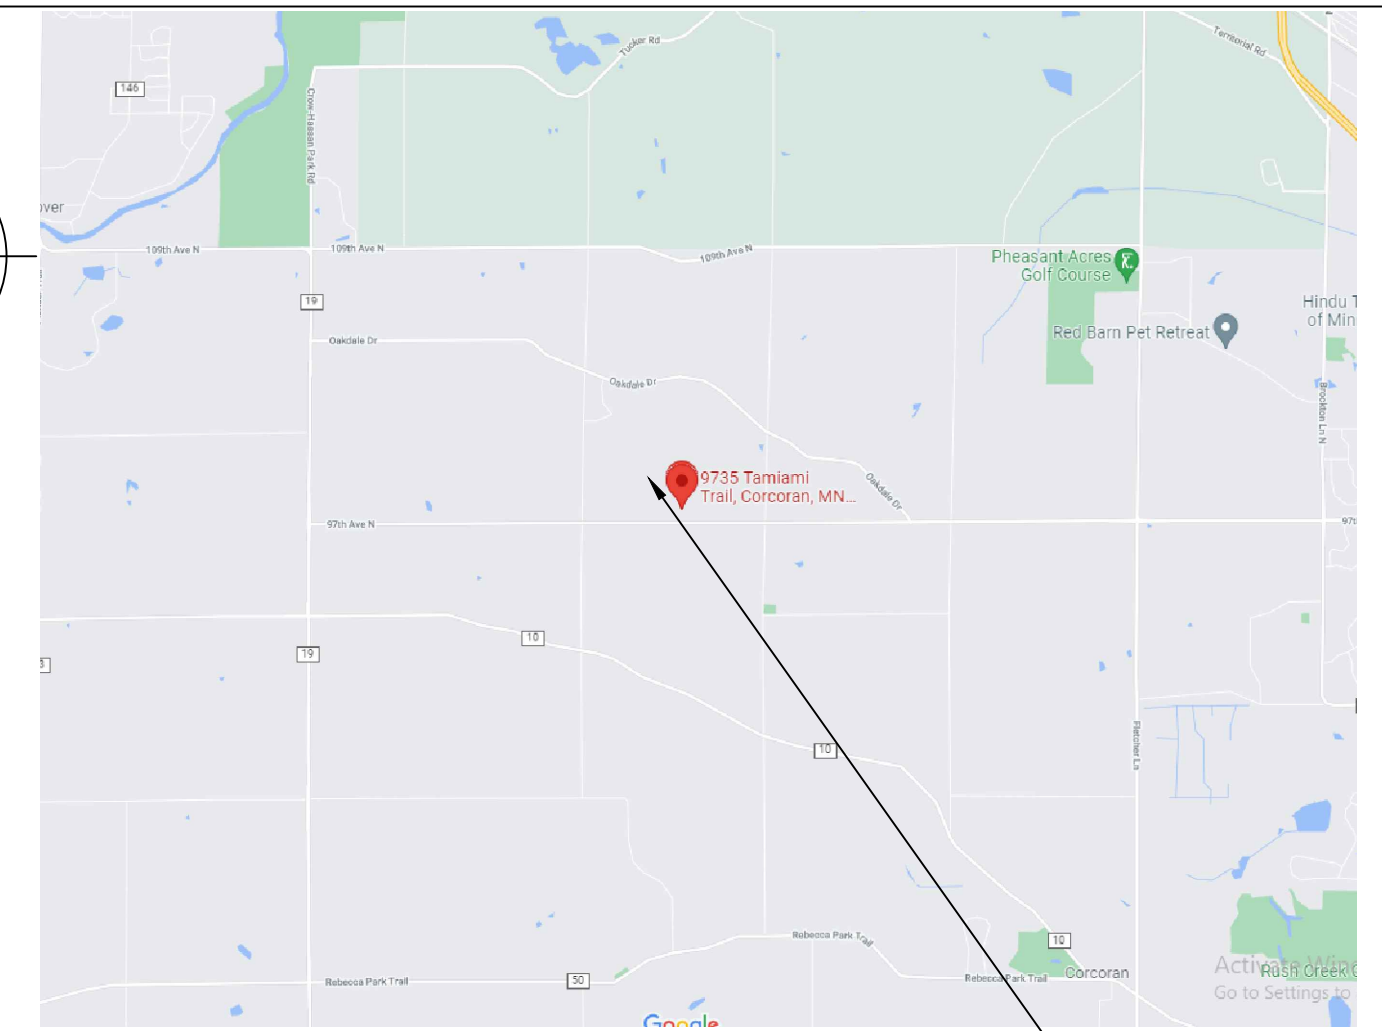 Tucker Rd
Territorial Rd
146
Crow-Hassan Park Rd
over
109th Ave N
109th Ave N
109th Ave N
Pheasant Acres
Golf Course
19
Hindu T
of Min
Red Barn Pet Retreat
Oakdale Dr
Oakdale Dr
Brockton Ln N
9735 Tamiami
Trail, Corcoran, MN...
Oakdale Dr
97th Ave N
97t
10
19
Fletcher Ln
10
Rebecca Park Trail
10
Rebecca Park Trail
50
Rebecca Park Trail
Corcoran
Activate Wind
Rush Creek G
Go to Settings to
Google